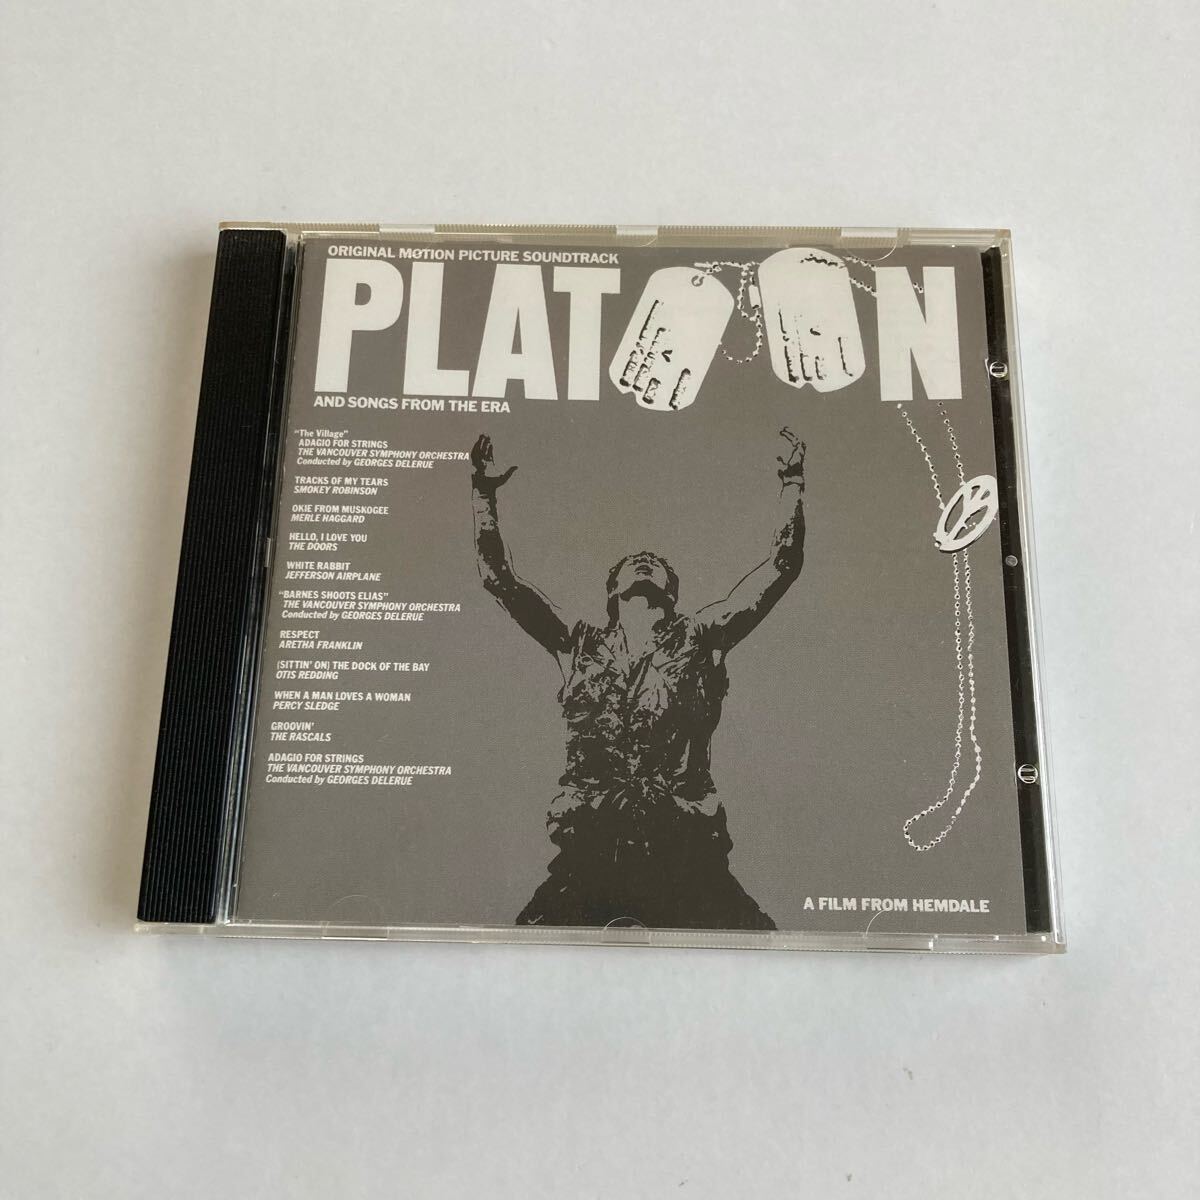 ORIGINAL MOTION PICTURE SOUNDTRACK
PLATOON
AND SONGS FROM THE ERA
"The Village"
ADAGIO FOR STRINGS
THE VANCOUVER SYMPHONY ORCHESTRA
Conducted by GEORGES DELERUE
TRACKS OF MY TEARS
SMOKEY ROBINSON
OKIE FROM MUSKOGEE
MERLE HAGGARD
HELLO, I LOVE YOU
THE DOORS
WHITE RABBIT
JEFFERSON AIRPLANE
"BARNES SHOOTS ELIAS"
THE VANCOUVER SYMPHONY ORCHESTRA
Conducted by GEORGES DELERUE
RESPECT
ARETHA FRANKLIN
(SITTIN' ON) THE DOCK OF THE BAY
OTIS REDDING
WHEN A MAN LOVES A WOMAN
PERCY SLEDGE
GROOVIN'
THE RASCALS
ADAGIO FOR STRINGS
THE VANCOUVER SYMPHONY ORCHESTRA
Conducted by GEORGES DELERUE
A FILM FROM HEMDALE